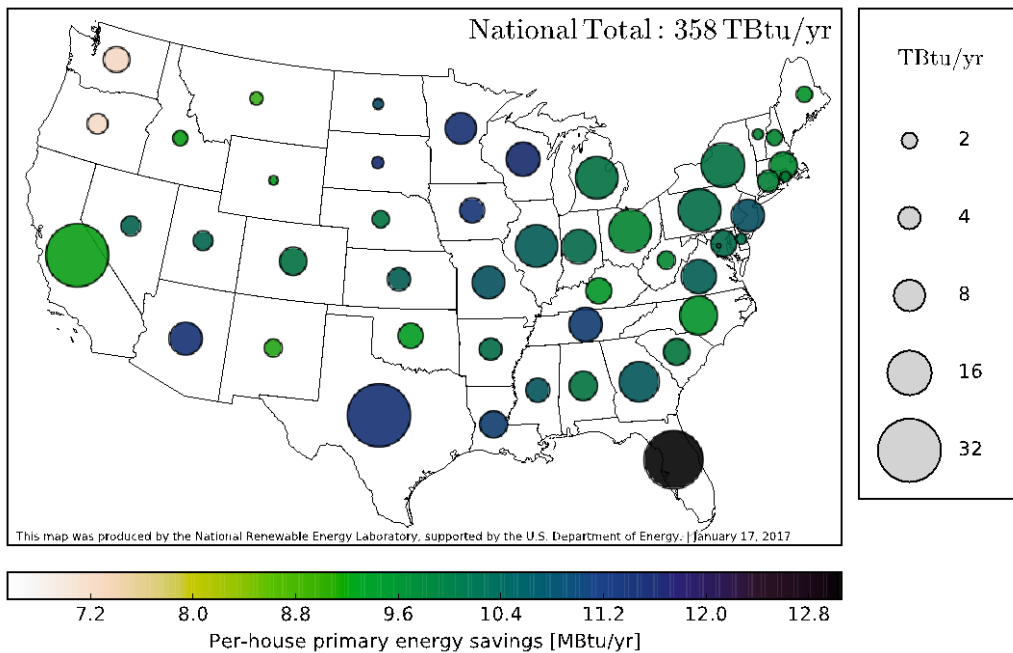 National Total: 358 TBtu/yr
TBtu/yr
2
4
8
16
32
This map was produced by the National Renewable Energy Laboratory, supported by the U.S. Department of Energy. | January 17, 2017
7.2 8.0 8.8 9.6 10.4 11.2 12.0 12.8
Per-house primary energy savings [MBtu/yr]